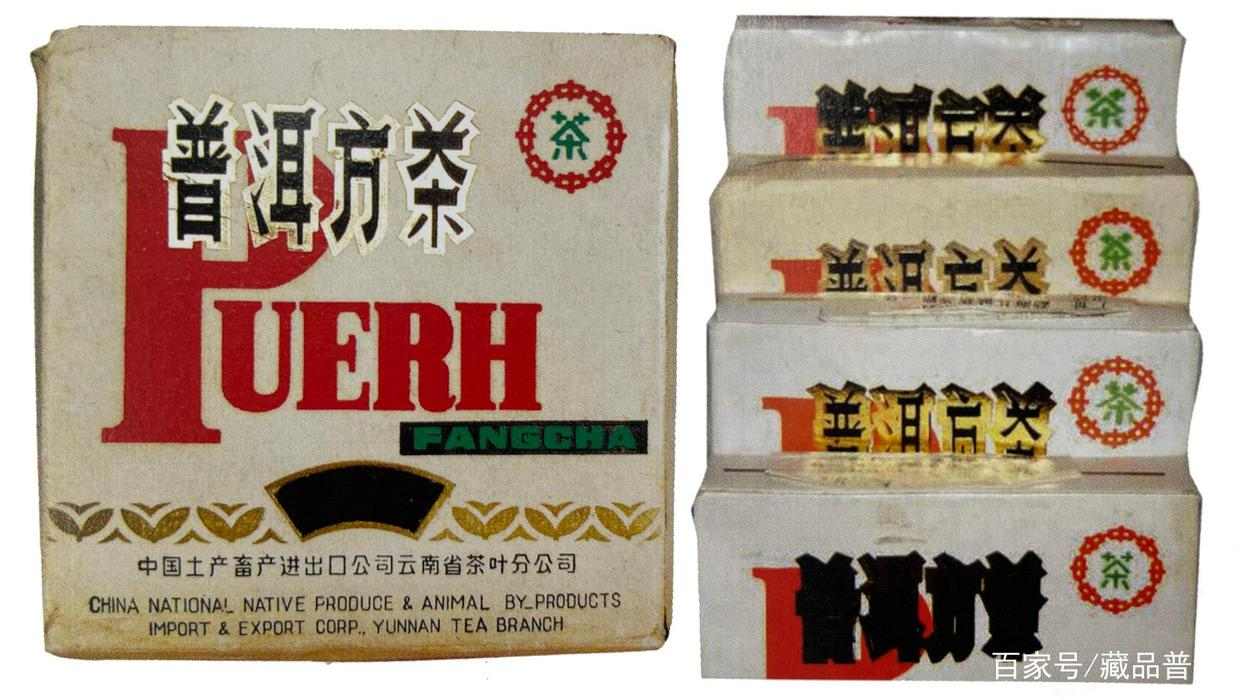 普洱方茶
茶
PUERH
FANGCHA
中国土产畜产进出口公司云南省茶叶分公司
CHINA NATIONAL NATIVE PRODUCE & ANIMAL BY_PRODUCTS
IMPORT & EXPORT CORP., YUNNAN TEA BRANCH
普洱方茶
茶
普洱方茶
茶
普洱方茶
茶
普洱方茶
茶
百家号/藏品普